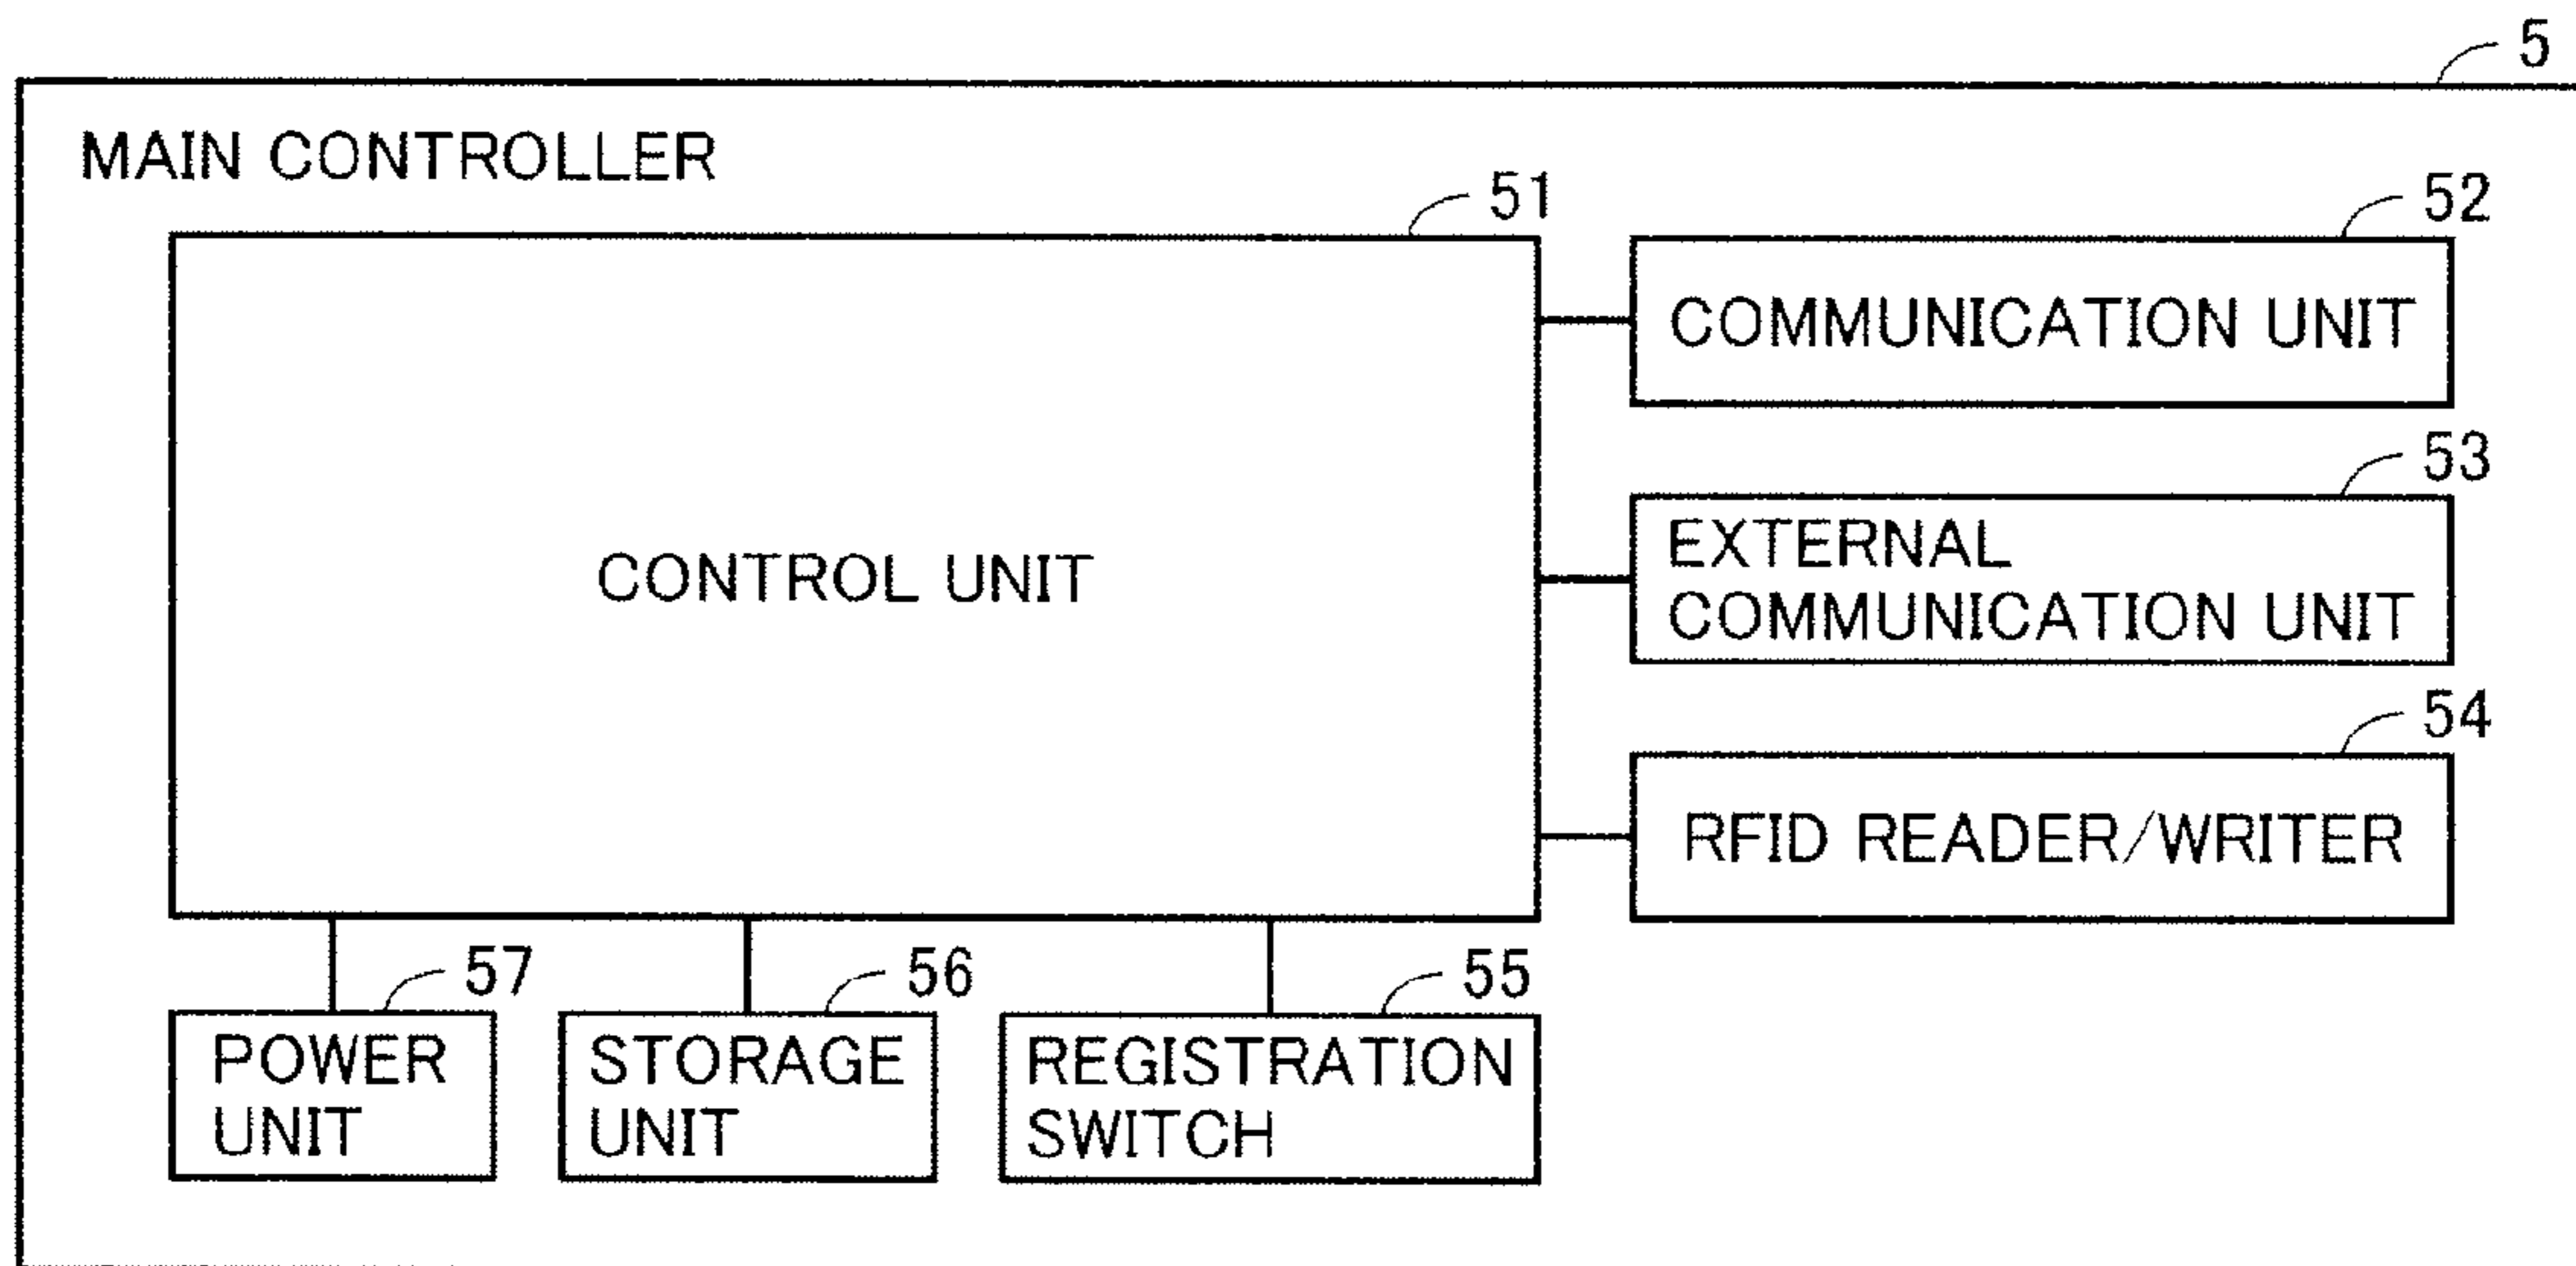 5
MAIN CONTROLLER
51
52
COMMUNICATION UNIT
53
EXTERNAL
COMMUNICATION UNIT
CONTROL UNIT
54
RFID READER/WRITER
57
56
55
POWER
UNIT
STORAGE
UNIT
REGISTRATION
SWITCH